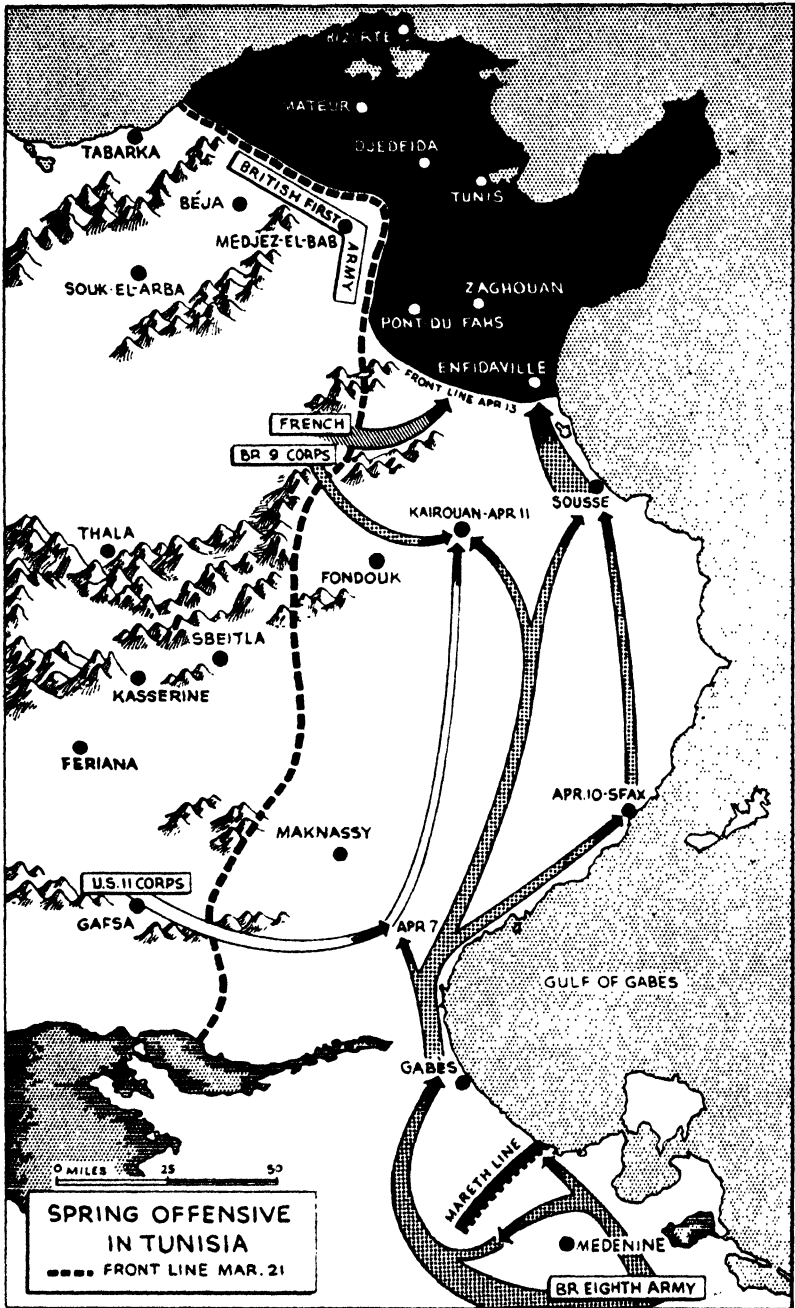 BIZERTE
MATEUR
DJEDEIDA
TABARKA
TUNIS
BRITISH FIRST
ARMY
BÉJA
MEDJEZ-EL-BAB
SOUK-EL-ARBA
ZAGHOUAN
PONT-DU FAHS
ENFIDAVILLE
FRONT LINE APR 13
FRENCH
BR 9 CORPS
SOUSSE
KAIROUAN-APR. 11
THALA
FONDOUK
SBEITLA
KASSERINE
FERIANA
APR. 10-SFAX
MAKNASSY
U.S. 11 CORPS
GAFSA
APR 7
GULF OF GABES
GABÈS
MARETH LINE
0 MILES 25 50
SPRING OFFENSIVE
IN TUNISIA
FRONT LINE MAR. 21
MEDENINE
BR EIGHTH ARMY